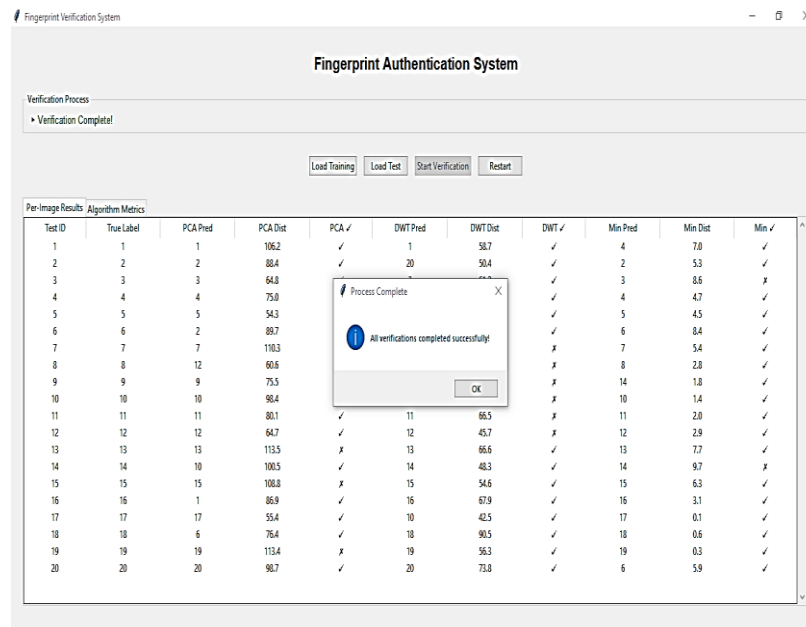 Fingerprint Verification System
Fingerprint Authentication System
Verification Process
▸ Verification Complete!
Load Training Load Test Start Verification Restart
Per-Image Results Algorithm Metrics
Test ID True Label PCA Pred PCA Dist PCA ✓ DWT Pred DWT Dist DWT ✓ Min Pred Min Dist Min ✓
1 1 1 106.2 ✓ 1 58.7 ✓ 4 7.0 ✓
2 2 2 88.4 ✓ 20 50.4 ✓ 2 5.3 ✓
3 3 3 64.8 ✓ 3 8.6 ✗
4 4 4 75.0 ✓ 4 4.7 ✓
5 5 5 54.3 ✓ 5 4.5 ✓
6 6 2 89.7 ✓ 6 8.4 ✓
7 7 7 110.3 ✗ 7 5.4 ✓
8 8 12 60.6 ✗ 8 2.8 ✓
9 9 9 75.5 ✗ 14 1.8 ✓
10 10 10 98.4 ✗ 10 1.4 ✓
11 11 11 80.1 ✓ 11 66.5 ✗ 11 2.0 ✓
12 12 12 64.7 ✓ 12 45.7 ✗ 12 2.9 ✓
13 13 13 113.5 ✗ 13 66.6 ✓ 13 7.7 ✓
14 14 10 100.5 ✓ 14 48.3 ✓ 14 9.7 ✗
15 15 15 108.8 ✗ 15 54.6 ✓ 15 6.3 ✓
16 16 1 86.9 ✓ 16 67.9 ✓ 16 3.1 ✓
17 17 17 55.4 ✓ 10 42.5 ✓ 17 0.1 ✓
18 18 6 76.4 ✓ 18 90.5 ✓ 18 0.6 ✓
19 19 19 113.4 ✗ 19 56.3 ✓ 19 0.3 ✓
20 20 20 98.7 ✓ 20 73.8 ✓ 6 5.9 ✓
Process Complete
All verifications completed successfully!
OK